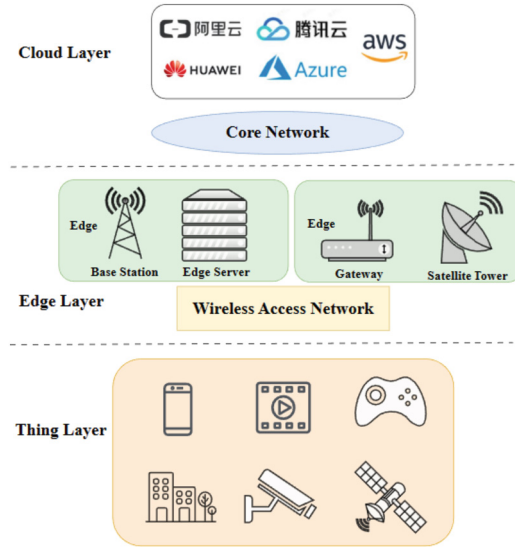 阿里云
腾讯云
aws
HUAWEI
Azure
Cloud Layer
Core Network
Edge
Base Station
Edge Server
Edge
Gateway
Satellite Tower
Edge Layer
Wireless Access Network
Thing Layer